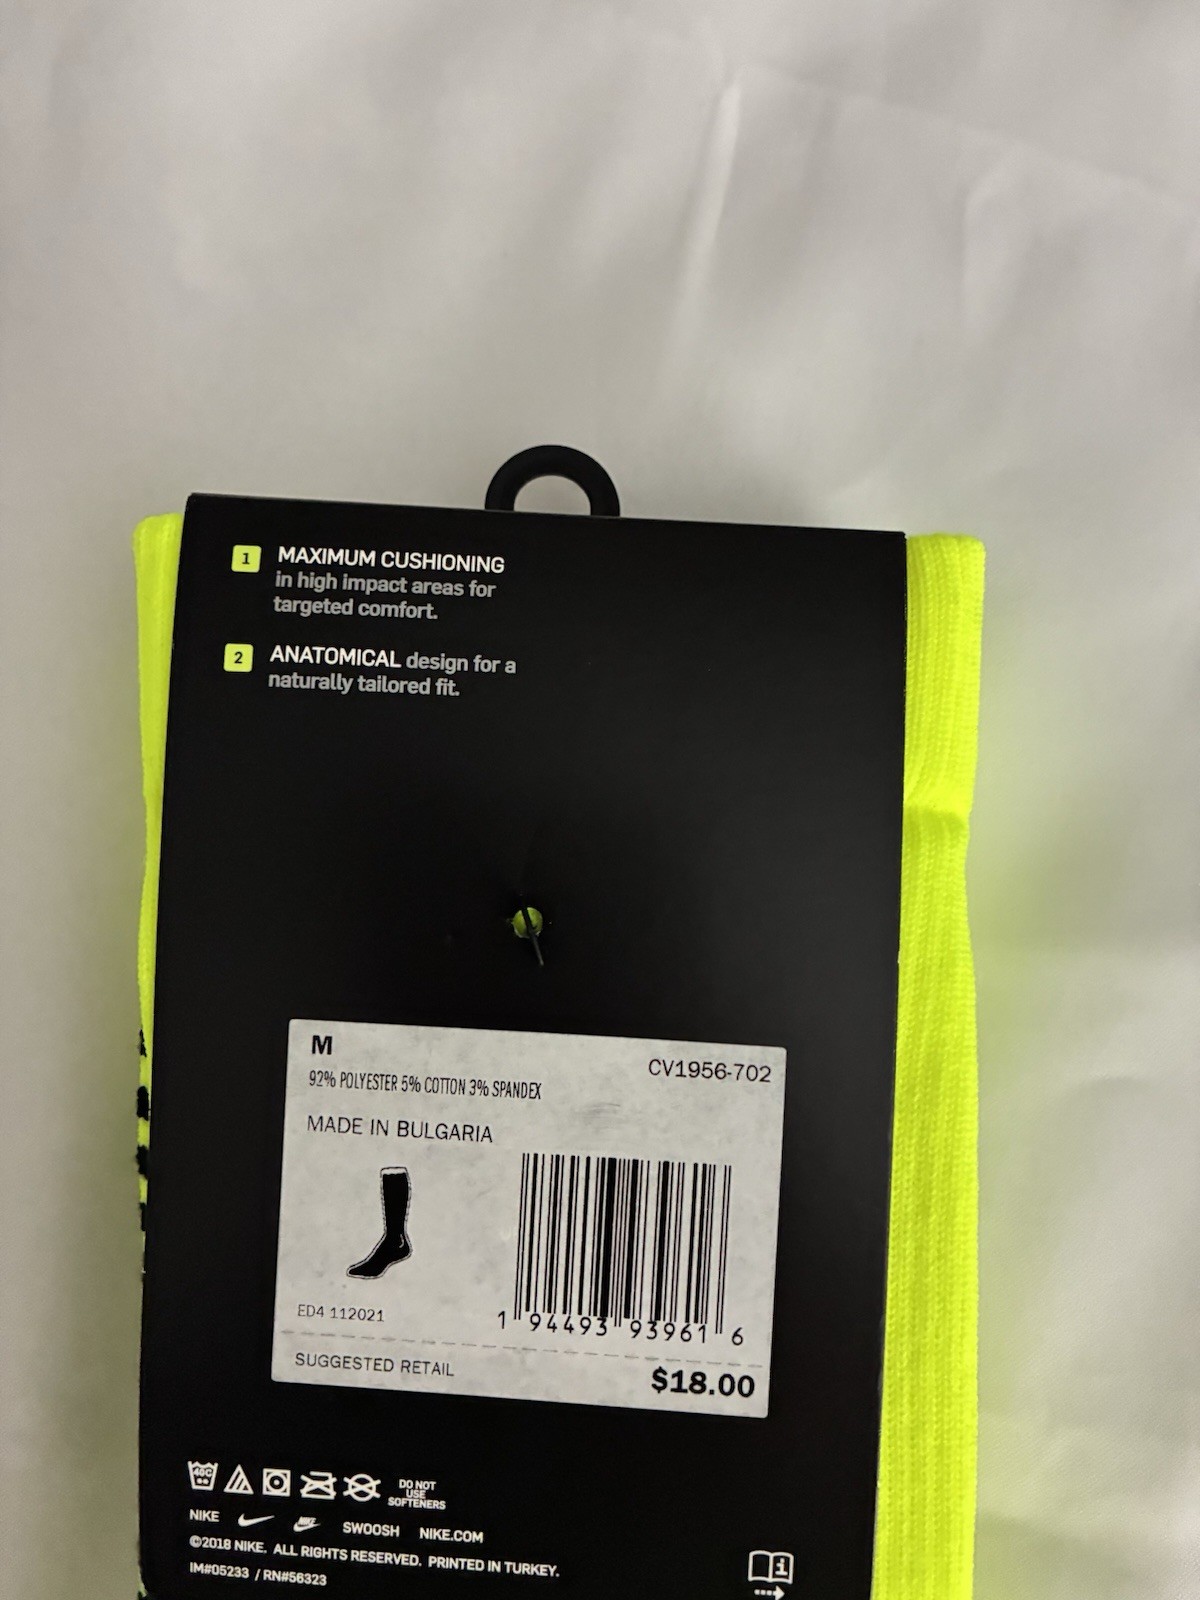 1 MAXIMUM CUSHIONING
in high impact areas for
targeted comfort.
2 ANATOMICAL design for a
naturally tailored fit.
M
CV1956-702
92% POLYESTER 5% COTTON 3% SPANDEX
MADE IN BULGARIA
ED4 112021
1 94493 93961 6
SUGGESTED RETAIL
$18.00
40C
DO NOT
USE
SOFTENERS
NIKE NIKE SWOOSH NIKE.COM
©2018 NIKE. ALL RIGHTS RESERVED. PRINTED IN TURKEY.
IM#05233 / RN#56323
i